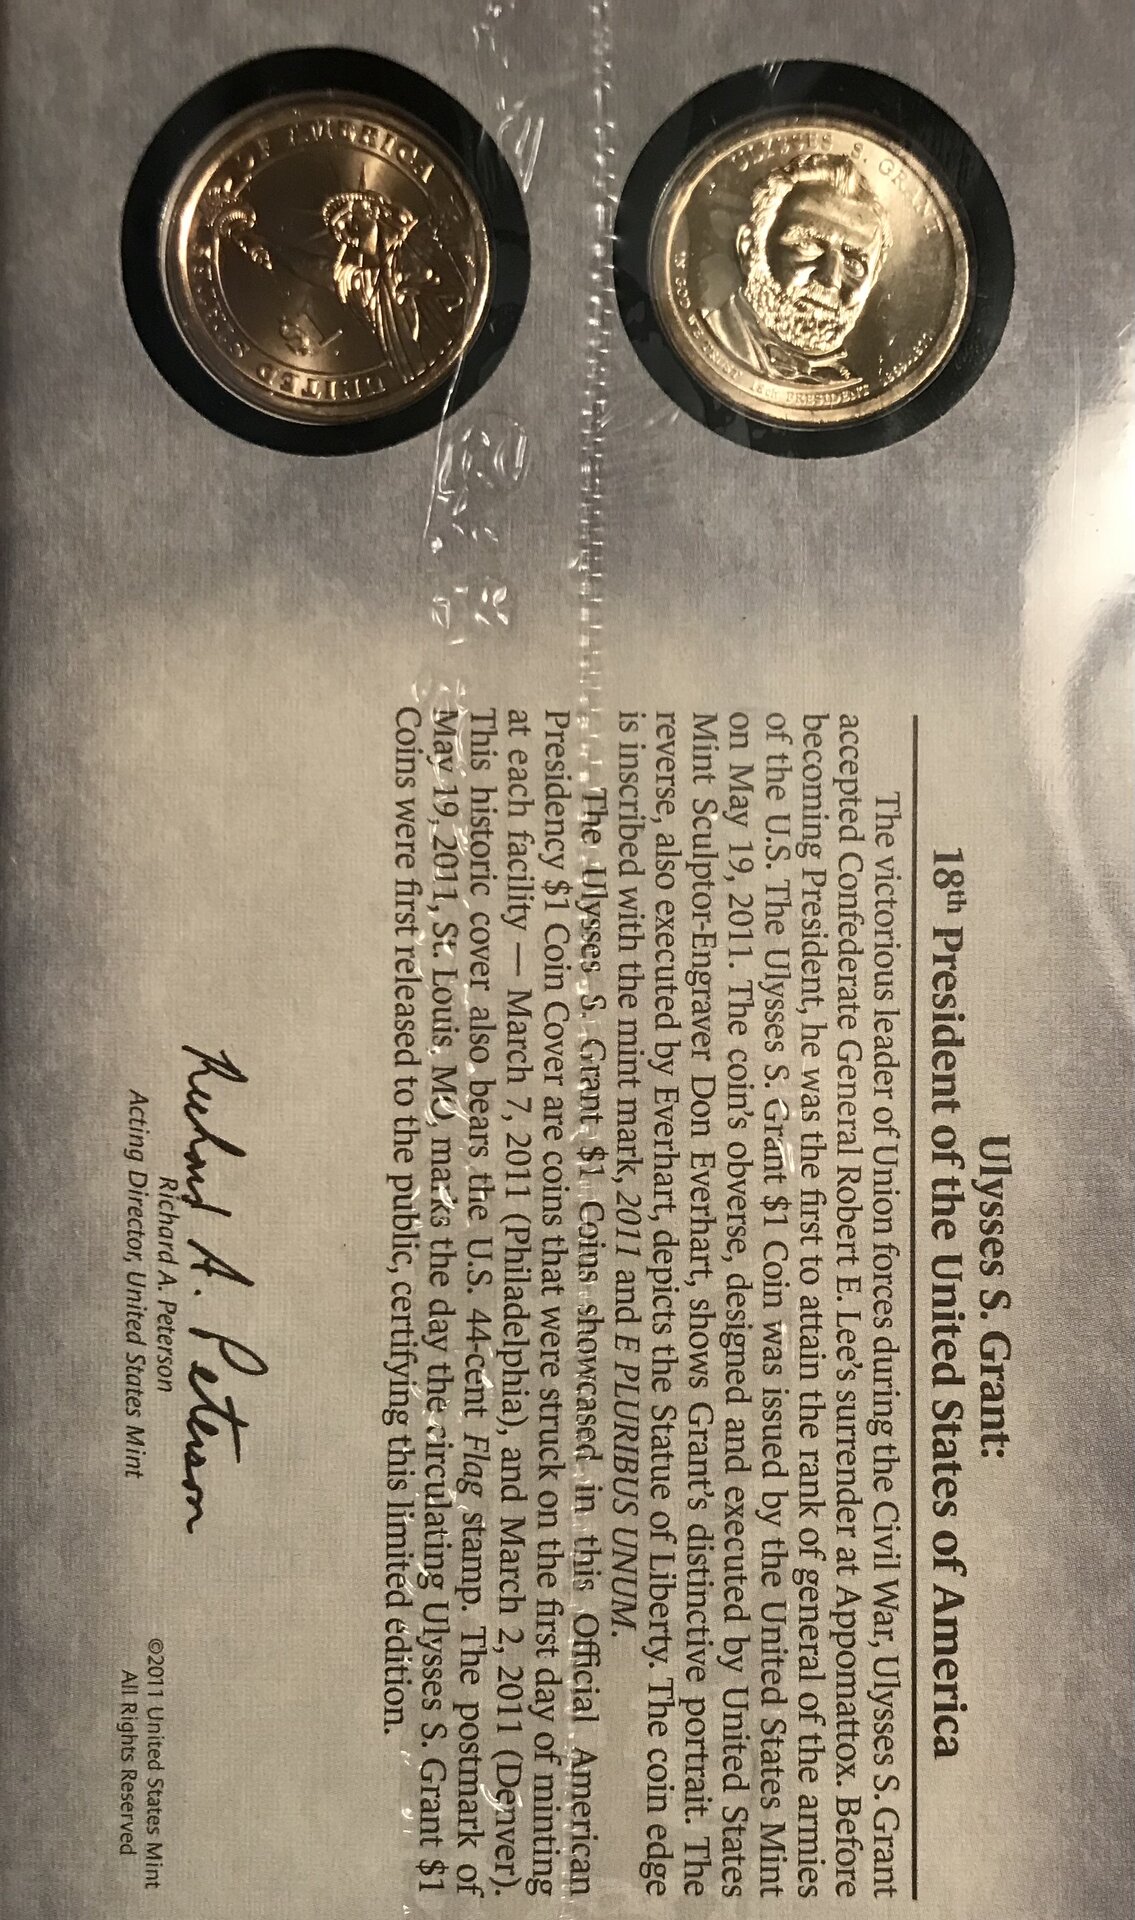 ULYSSES S. GRANT
IN GOD WE TRUST 18th PRESIDENT 1869-1877
UNITED STATES OF AMERICA
$1
Ulysses S. Grant:
18th President of the United States of America
The victorious leader of Union forces during the Civil War, Ulysses S. Grant
accepted Confederate General Robert E. Lee's surrender at Appomattox. Before
becoming President, he was the first to attain the rank of general of the armies
of the U.S. The Ulysses S. Grant $1 Coin was issued by the United States Mint
on May 19, 2011. The coin's obverse, designed and executed by United States
Mint Sculptor-Engraver Don Everhart, shows Grant's distinctive portrait. The
reverse, also executed by Everhart, depicts the Statue of Liberty. The coin edge
is inscribed with the mint mark, 2011 and E PLURIBUS UNUM.
The Ulysses S. Grant $1 Coins showcased in this Official American
Presidency $1 Coin Cover are coins that were struck on the first day of minting
at each facility — March 7, 2011 (Philadelphia), and March 2, 2011 (Denver).
This historic cover also bears the U.S. 44-cent Flag stamp. The postmark of
May 19, 2011, St. Louis, MO, marks the day the circulating Ulysses S. Grant $1
Coins were first released to the public, certifying this limited edition.
Richard A. Peterson
Richard A. Peterson
Acting Director, United States Mint
©2011 United States Mint
All Rights Reserved